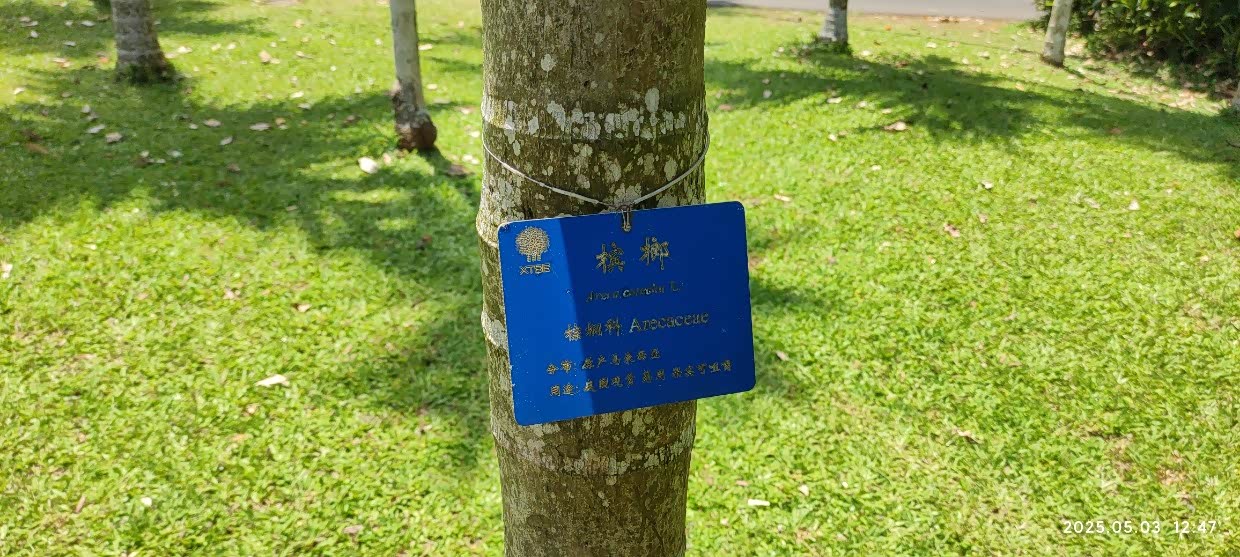 XTBG
槟榔
Areca catechu L.
棕榈科 Arecaceae
分布: 原产马来西亚
用途: 庭园观赏 药用 果实可咀嚼
2025.05.03 12:47